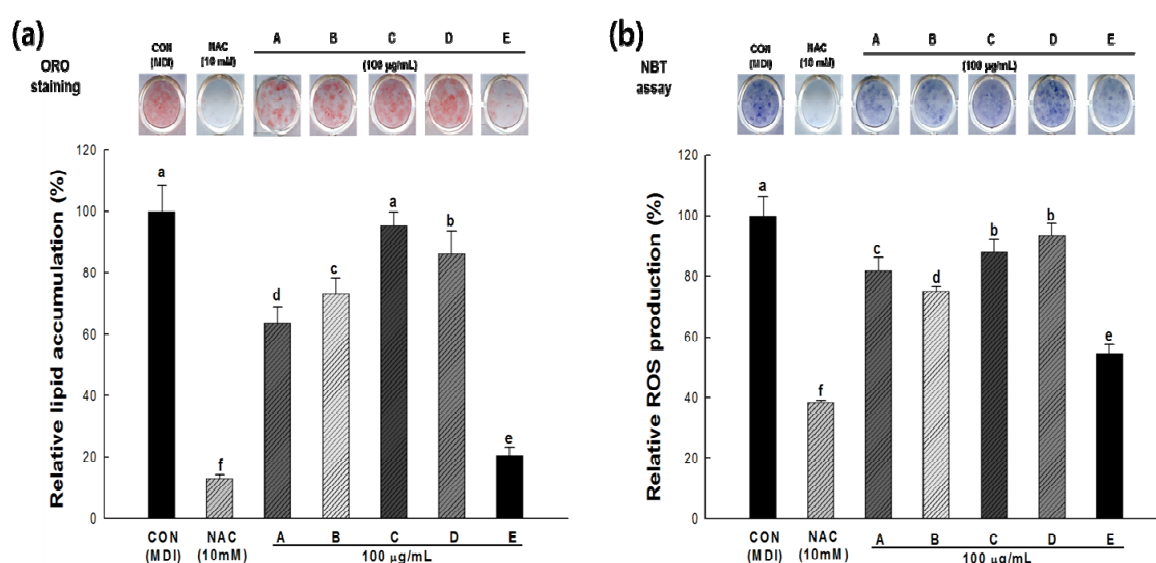 (a)
ORO
staining
CON
(MDI)
NAC
(10 mM)
A B C D E
(100 µg/mL)
Relative lipid accumulation (%)
120
100
80
60
40
20
0
a
f
d
c
a
b
e
CON
(MDI)
NAC
(10mM)
A B C D E
100 µg/mL
(b)
NBT
assay
CON
(MDI)
NAC
(10 mM)
A B C D E
(100 µg/mL)
Relative ROS production (%)
120
100
80
60
40
20
0
a
f
c
d
b
b
e
CON
(MDI)
NAC
(10mM)
A B C D E
100 µg/mL